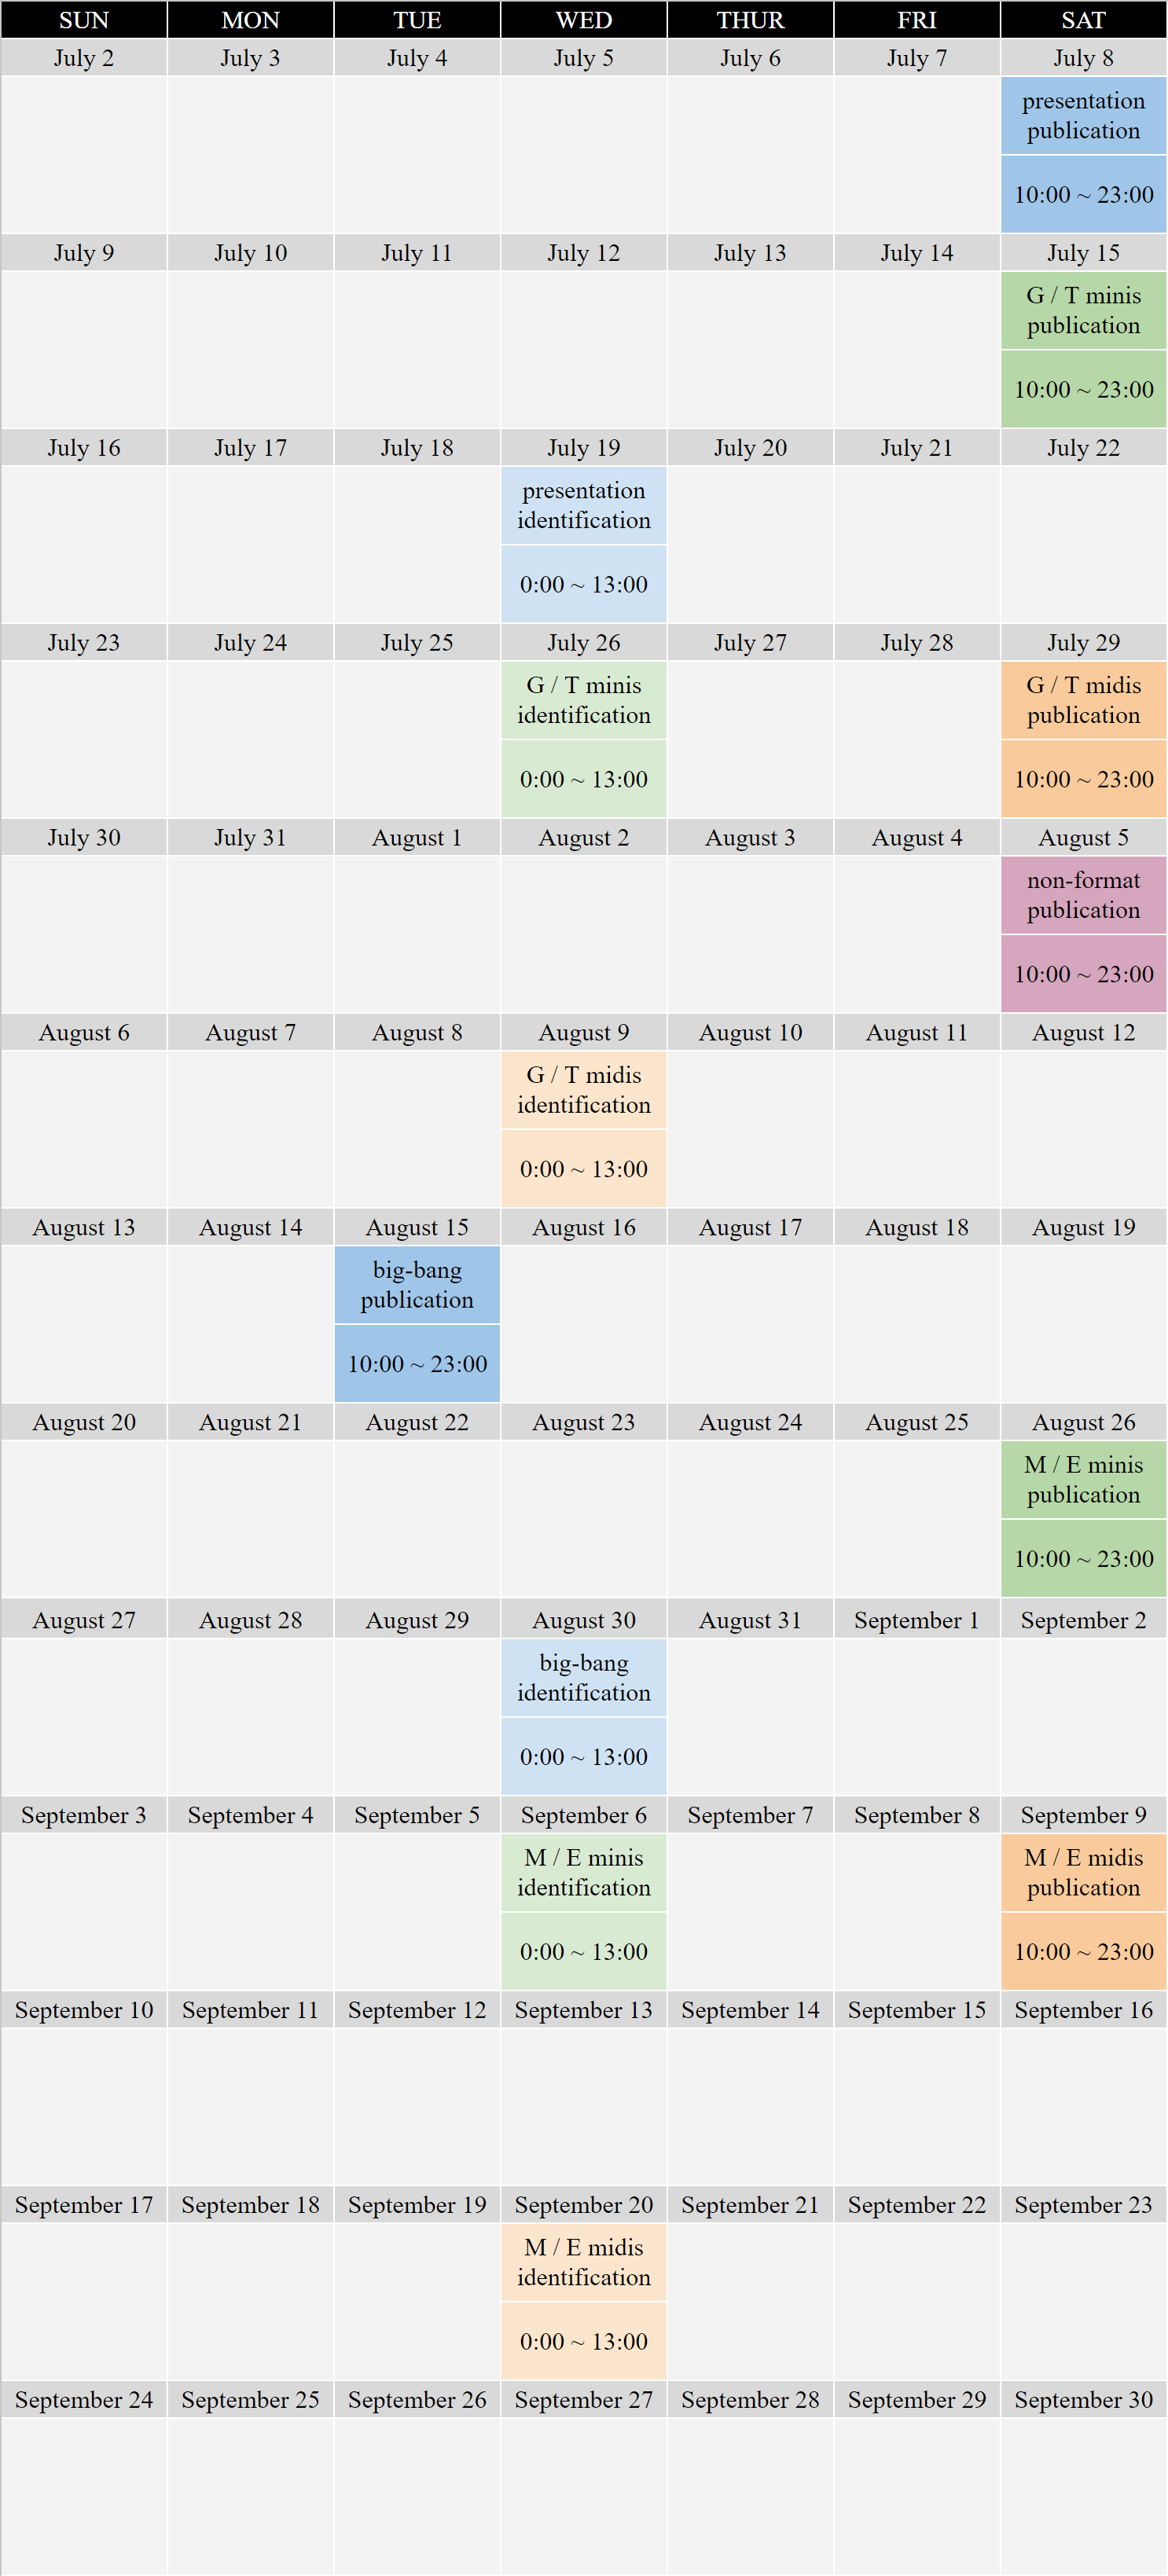 SUN MON TUE WED THUR FRI SAT
July 2 July 3 July 4 July 5 July 6 July 7 July 8
presentation
publication
10:00 ~ 23:00
July 9 July 10 July 11 July 12 July 13 July 14 July 15
G / T minis
publication
10:00 ~ 23:00
July 16 July 17 July 18 July 19 July 20 July 21 July 22
presentation
identification
0:00 ~ 13:00
July 23 July 24 July 25 July 26 July 27 July 28 July 29
G / T minis G / T midis
identification publication
0:00 ~ 13:00 10:00 ~ 23:00
July 30 July 31 August 1 August 2 August 3 August 4 August 5
non-format
publication
10:00 ~ 23:00
August 6 August 7 August 8 August 9 August 10 August 11 August 12
G / T midis
identification
0:00 ~ 13:00
August 13 August 14 August 15 August 16 August 17 August 18 August 19
big-bang
publication
10:00 ~ 23:00
August 20 August 21 August 22 August 23 August 24 August 25 August 26
M / E minis
publication
10:00 ~ 23:00
August 27 August 28 August 29 August 30 August 31 September 1 September 2
big-bang
identification
0:00 ~ 13:00
September 3 September 4 September 5 September 6 September 7 September 8 September 9
M / E minis M / E midis
identification publication
0:00 ~ 13:00 10:00 ~ 23:00
September 10 September 11 September 12 September 13 September 14 September 15 September 16
September 17 September 18 September 19 September 20 September 21 September 22 September 23
M / E midis
identification
0:00 ~ 13:00
September 24 September 25 September 26 September 27 September 28 September 29 September 30